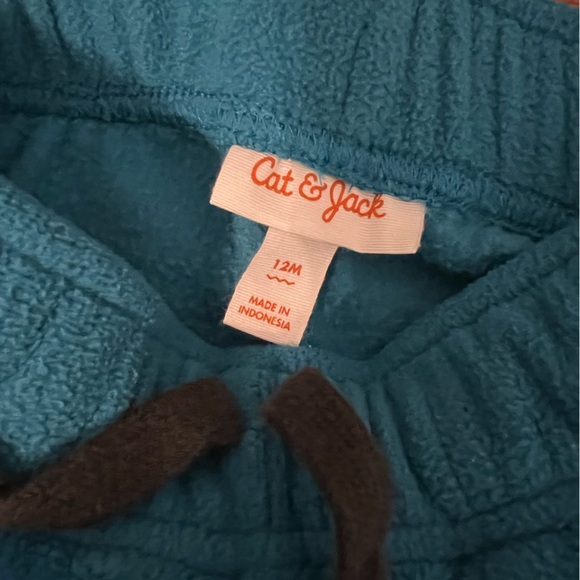 Cat & Jack
12M
MADE IN
INDONESIA